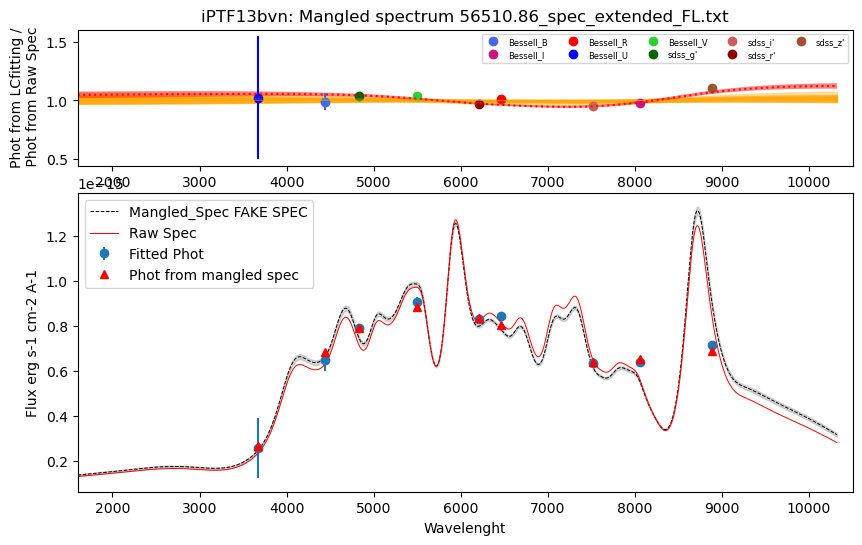 iPTF13bvn: Mangled spectrum 56510.86_spec_extended_FL.txt
Phot from LCfitting /
Phot from Raw Spec
1.5
1.0
0.5
Bessell_B
Bessell_I
Bessell_R
Bessell_U
Bessell_V
sdss_g'
sdss_i'
sdss_r'
sdss_z'
2000 3000 4000 5000 6000 7000 8000 9000 10000
1e−15
Mangled_Spec FAKE SPEC
Raw Spec
Fitted Phot
Phot from mangled spec
Flux erg s-1 cm-2 A-1
1.2
1.0
0.8
0.6
0.4
0.2
2000 3000 4000 5000 6000 7000 8000 9000 10000
Wavelenght